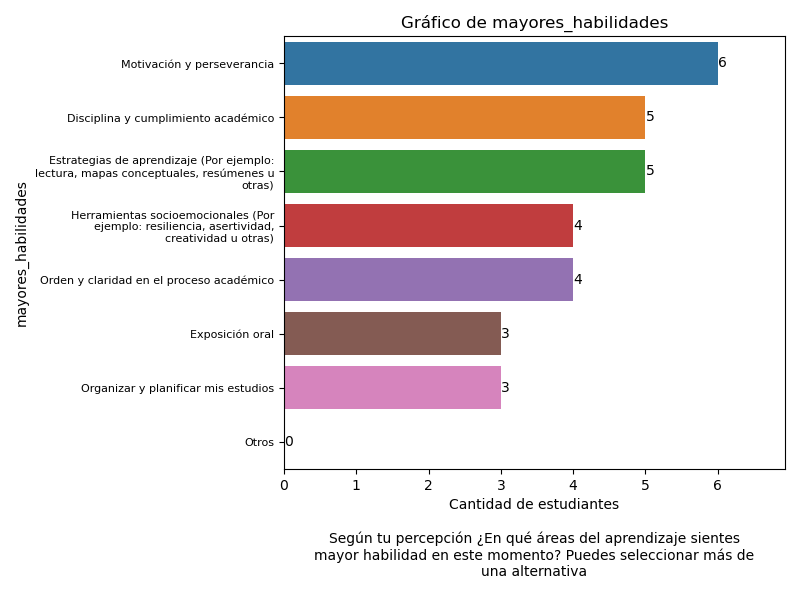 Gráfico de mayores_habilidades
mayores_habilidades
Motivación y perseverancia
6
Disciplina y cumplimiento académico
5
Estrategias de aprendizaje (Por ejemplo:
lectura, mapas conceptuales, resúmenes u
otras)
5
Herramientas socioemocionales (Por
ejemplo: resiliencia, asertividad,
creatividad u otras)
4
Orden y claridad en el proceso académico
4
Exposición oral
3
Organizar y planificar mis estudios
3
Otros
0
0 1 2 3 4 5 6
Cantidad de estudiantes
Según tu percepción ¿En qué áreas del aprendizaje sientes
mayor habilidad en este momento? Puedes seleccionar más de
una alternativa